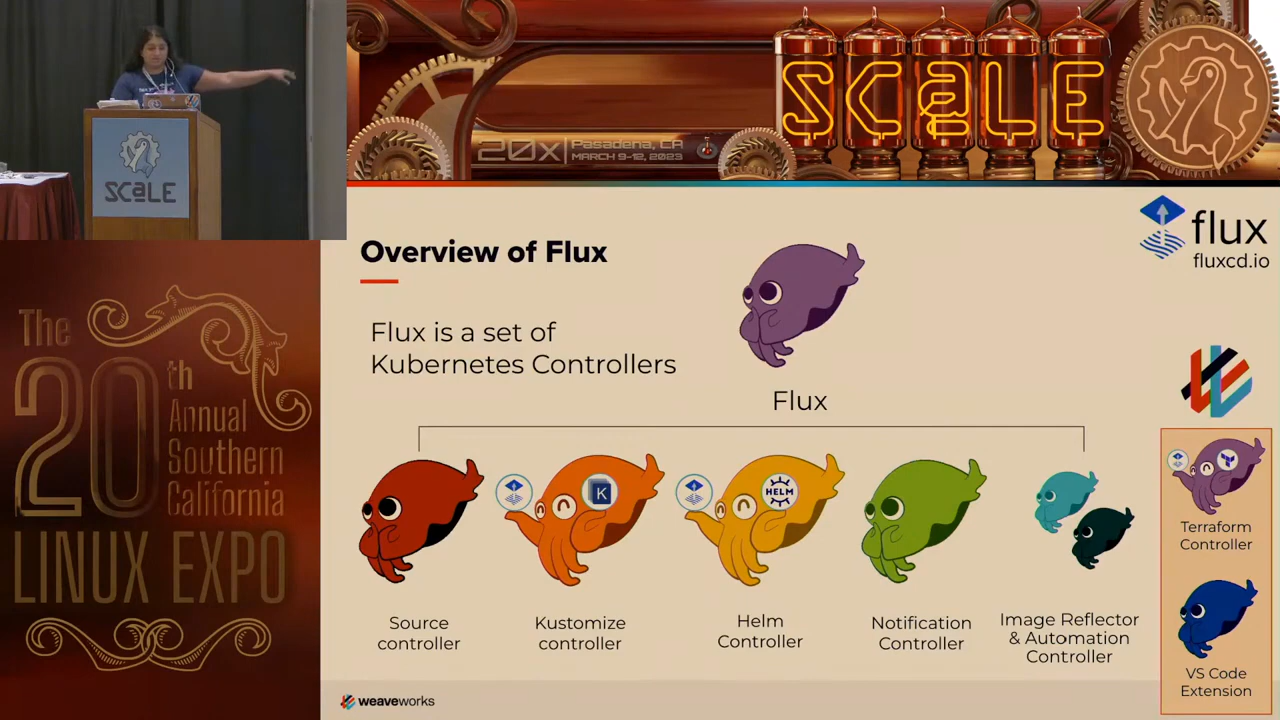 SCaLE
20x
Pasadena, CA
MARCH 9-12, 2023
SCaLE
The
20th
Annual
Southern
California
LINUX EXPO
Overview of Flux
flux
fluxcd.io
Flux is a set of
Kubernetes Controllers
Flux
K
HELM
Source
controller
Kustomize
controller
Helm
Controller
Notification
Controller
Image Reflector
& Automation
Controller
Terraform
Controller
VS Code
Extension
weaveworks